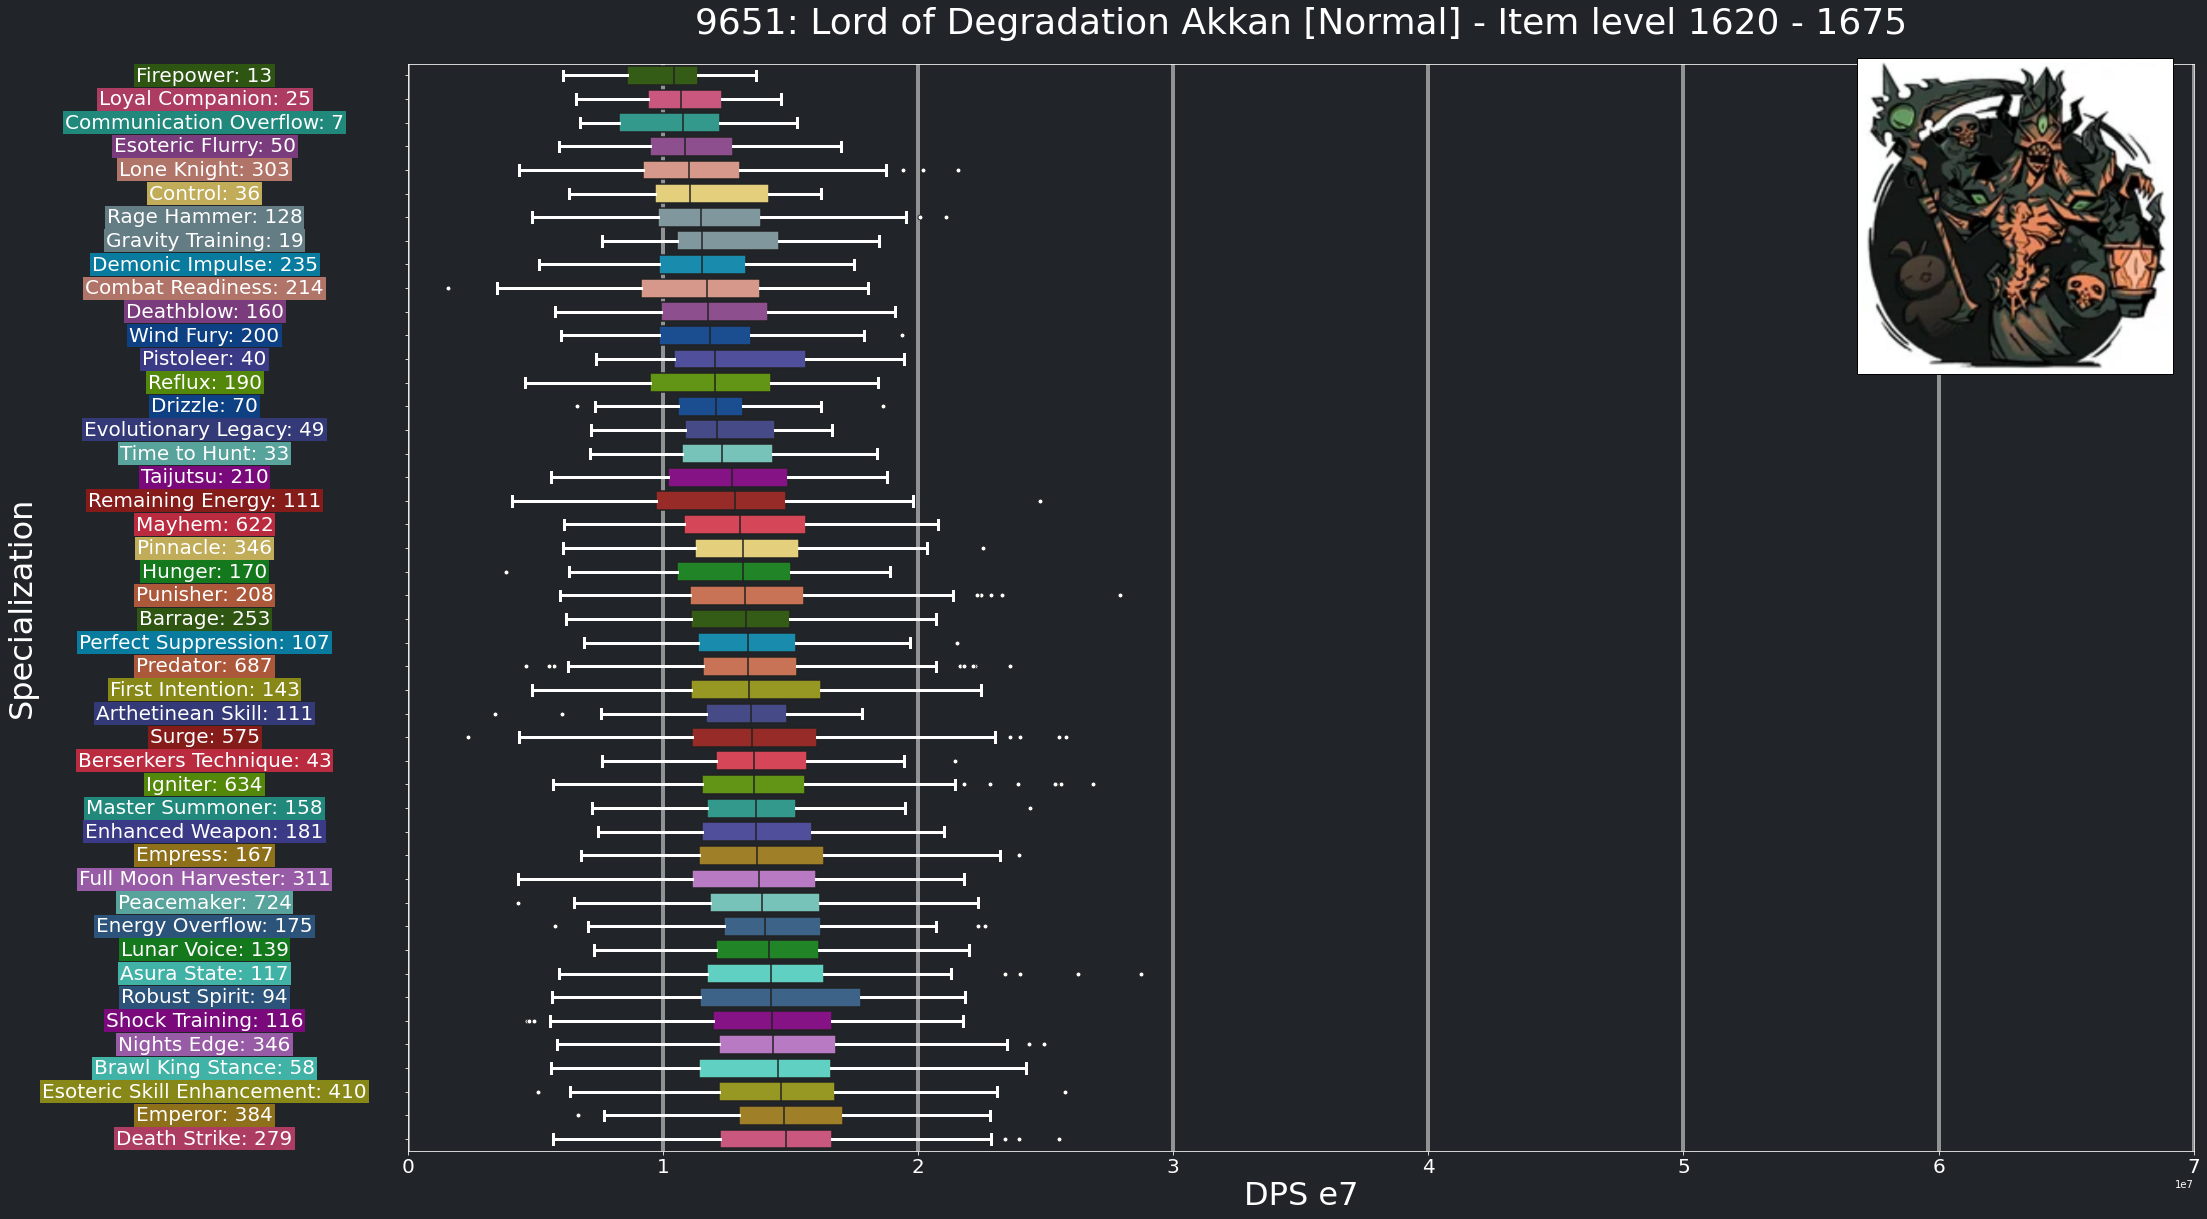 9651: Lord of Degradation Akkan [Normal] - Item level 1620 - 1675
Specialization
Firepower: 13
Loyal Companion: 25
Communication Overflow: 7
Esoteric Flurry: 50
Lone Knight: 303
Control: 36
Rage Hammer: 128
Gravity Training: 19
Demonic Impulse: 235
Combat Readiness: 214
Deathblow: 160
Wind Fury: 200
Pistoleer: 40
Reflux: 190
Drizzle: 70
Evolutionary Legacy: 49
Time to Hunt: 33
Taijutsu: 210
Remaining Energy: 111
Mayhem: 622
Pinnacle: 346
Hunger: 170
Punisher: 208
Barrage: 253
Perfect Suppression: 107
Predator: 687
First Intention: 143
Arthetinean Skill: 111
Surge: 575
Berserkers Technique: 43
Igniter: 634
Master Summoner: 158
Enhanced Weapon: 181
Empress: 167
Full Moon Harvester: 311
Peacemaker: 724
Energy Overflow: 175
Lunar Voice: 139
Asura State: 117
Robust Spirit: 94
Shock Training: 116
Nights Edge: 346
Brawl King Stance: 58
Esoteric Skill Enhancement: 410
Emperor: 384
Death Strike: 279
0 1 2 3 4 5 6 7
1e7
DPS e7